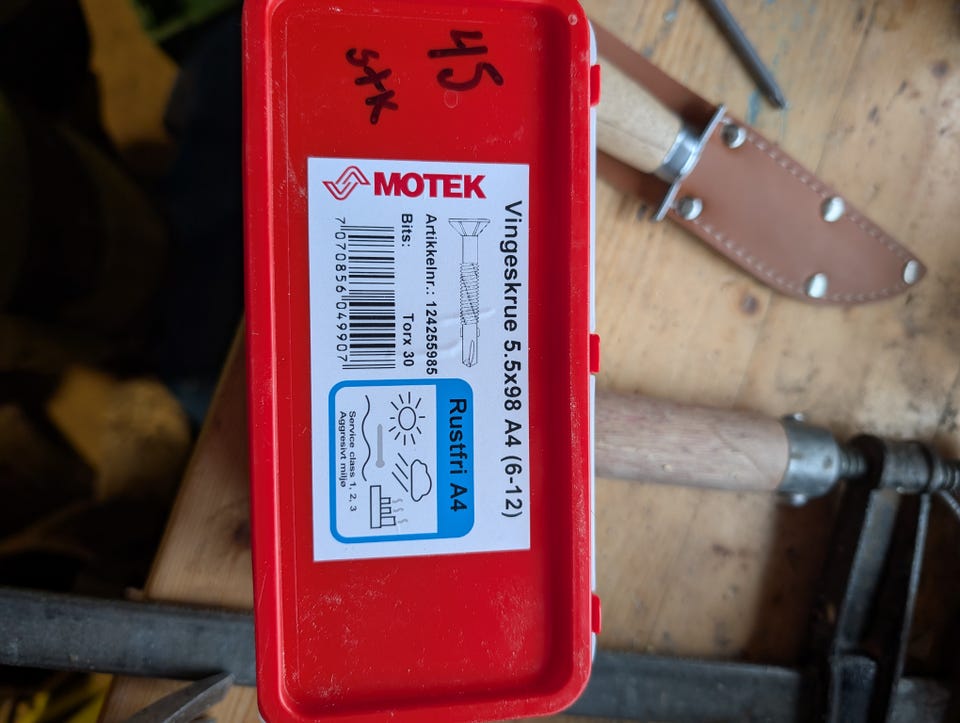 45
stk
MOTEK
Vingeskrue 5.5x98 A4 (6-12)
Artikkelnr.: 124255985
Bits: Torx 30
7 070856 049907
Rustfri A4
Service class 1, 2, 3
Aggresivt miljø